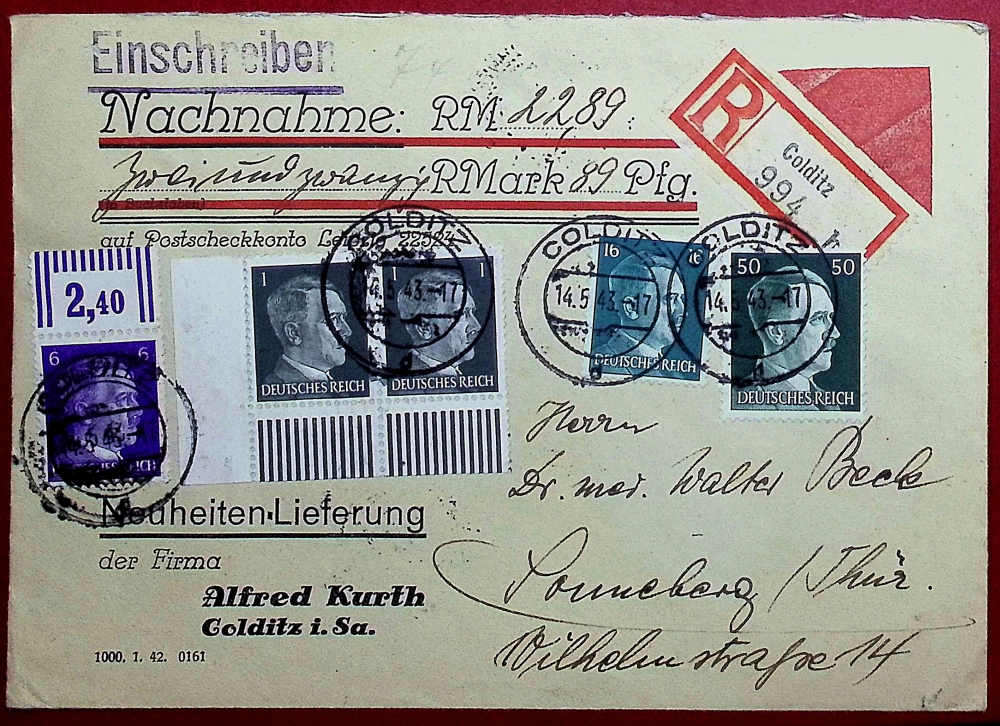 Einschreiben
Nachnahme: RM: 22 89
Zweiundzwanzig RMark 89 Pfg.
(in Buchstaben)
auf Postscheckkonto Leipzig
R
Colditz
994
2,40
6 6
DEUTSCHES REICH
1 1
DEUTSCHES REICH
1 1
DEUTSCHES REICH
16 16
DEUTSCHES REICH
50 50
DEUTSCHES REICH
COLDITZ
14.5.43.-17
COLDITZ
14.5.43.-17
d
COLDITZ
14.5.43.-17
COLDITZ
Herrn
Dr. med. Walter Beck
Sonneberg / Thür.
Wilhelmstraße 14
Neuheiten-Lieferung
der Firma
Alfred Kurth
Colditz i. Sa.
1000. 1. 42. 0161